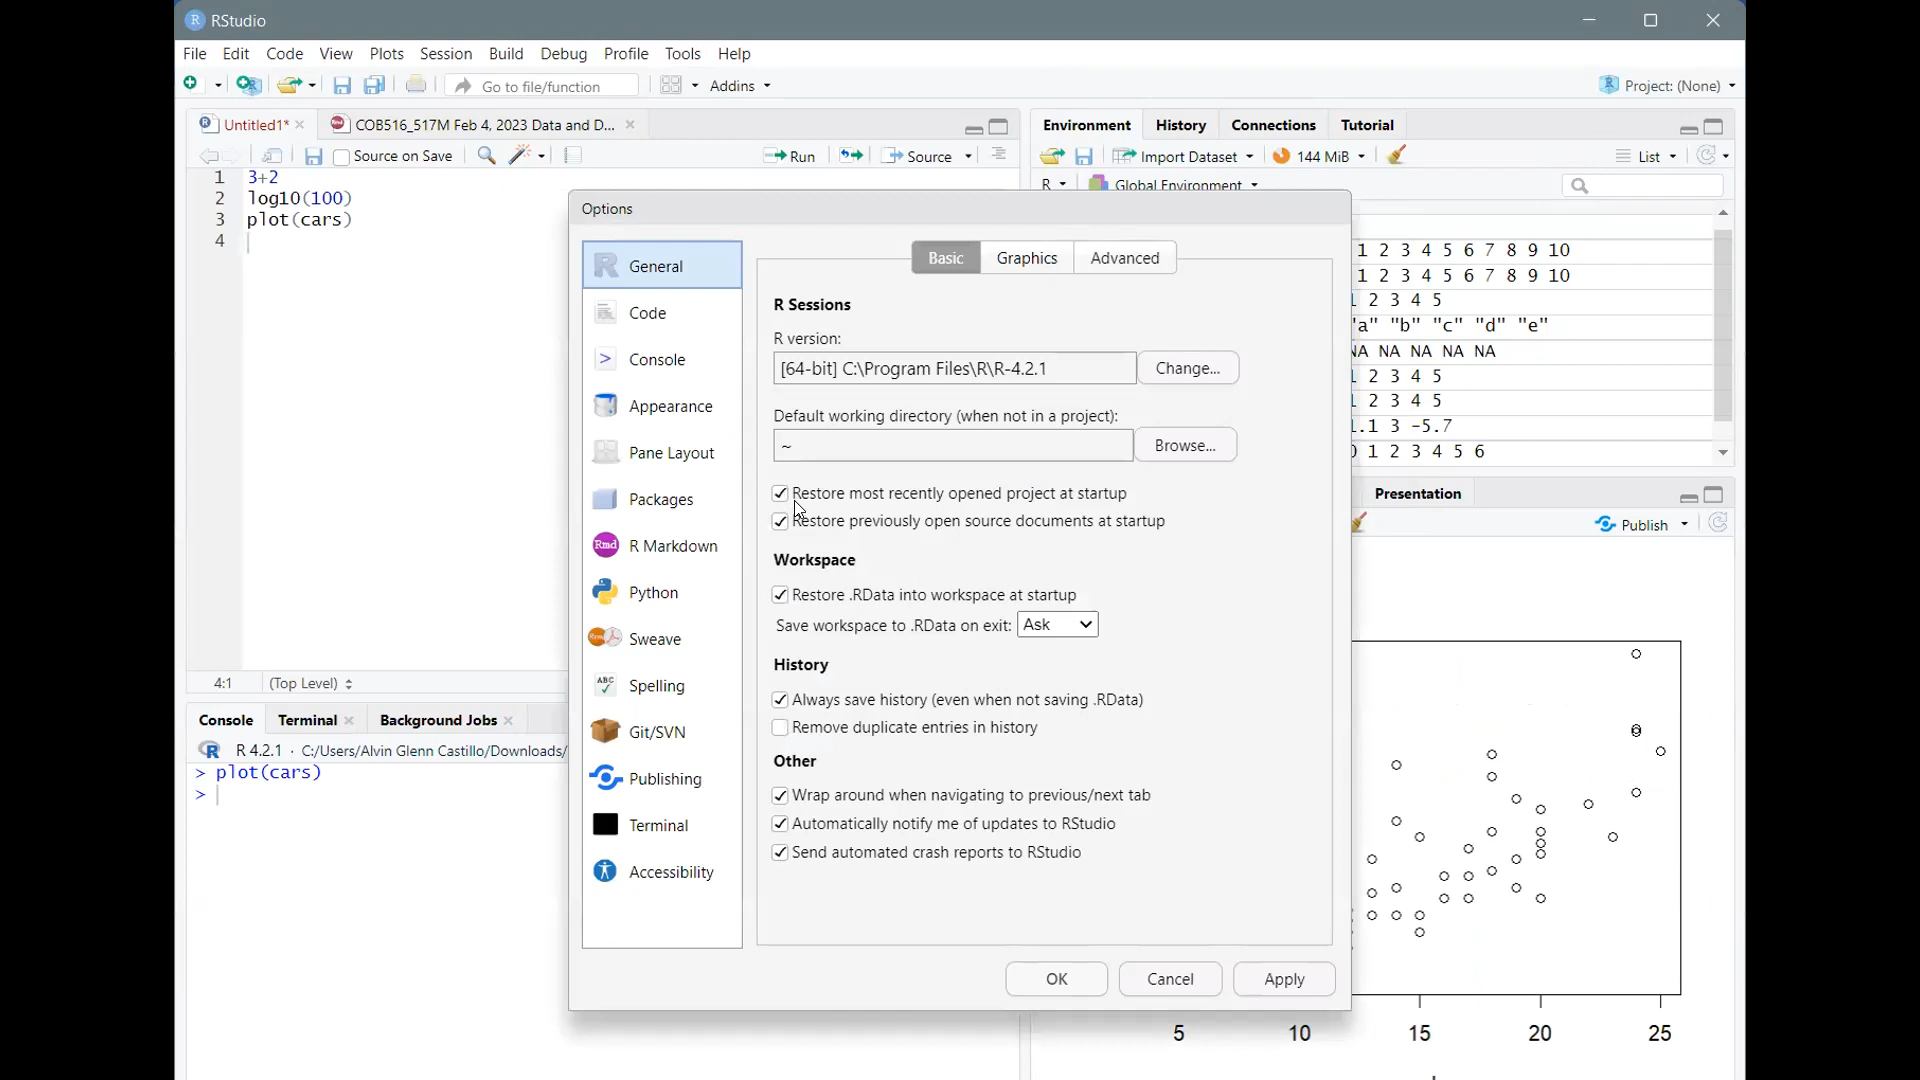 RStudio
File Edit Code View Plots Session Build Debug Profile Tools Help
Go to file/function Addins Project: (None)
Untitled1* COB516_517M Feb 4, 2023 Data and D...
Source on Save Run Source
1 3+2
2 log10(100)
3 plot(cars)
4
4:1 (Top Level)
Console Terminal Background Jobs
R 4.2.1 · C:/Users/Alvin Glenn Castillo/Downloads/
> plot(cars)
>
Environment History Connections Tutorial
Import Dataset 144 MiB List
R Global Environment
1 2 3 4 5 6 7 8 9 10
1 2 3 4 5 6 7 8 9 10
1 2 3 4 5
"a" "b" "c" "d" "e"
NA NA NA NA NA
1 2 3 4 5
1 2 3 4 5
1.1 3 -5.7
0 1 2 3 4 5 6
Presentation
Publish
5 10 15 20 25
Options
General
Code
Console
Appearance
Pane Layout
Packages
Rmd R Markdown
Python
Sweave
ABC Spelling
Git/SVN
Publishing
Terminal
Accessibility
Basic Graphics Advanced
R Sessions
R version:
[64-bit] C:\Program Files\R\R-4.2.1 Change...
Default working directory (when not in a project):
~ Browse...
Restore most recently opened project at startup
Restore previously open source documents at startup
Workspace
Restore .RData into workspace at startup
Save workspace to .RData on exit: Ask
History
Always save history (even when not saving .RData)
Remove duplicate entries in history
Other
Wrap around when navigating to previous/next tab
Automatically notify me of updates to RStudio
Send automated crash reports to RStudio
OK Cancel Apply